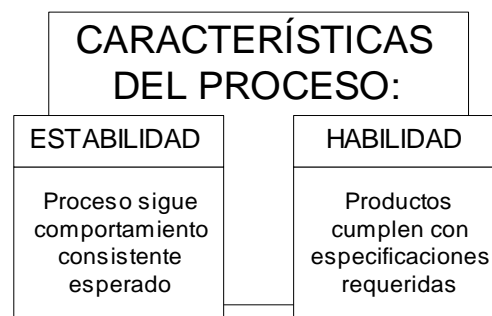 CARACTERÍSTICAS
DEL PROCESO:
ESTABILIDAD
Proceso sigue
comportamiento
consistente
esperado
HABILIDAD
Productos
cumplen con
especificaciones
requeridas